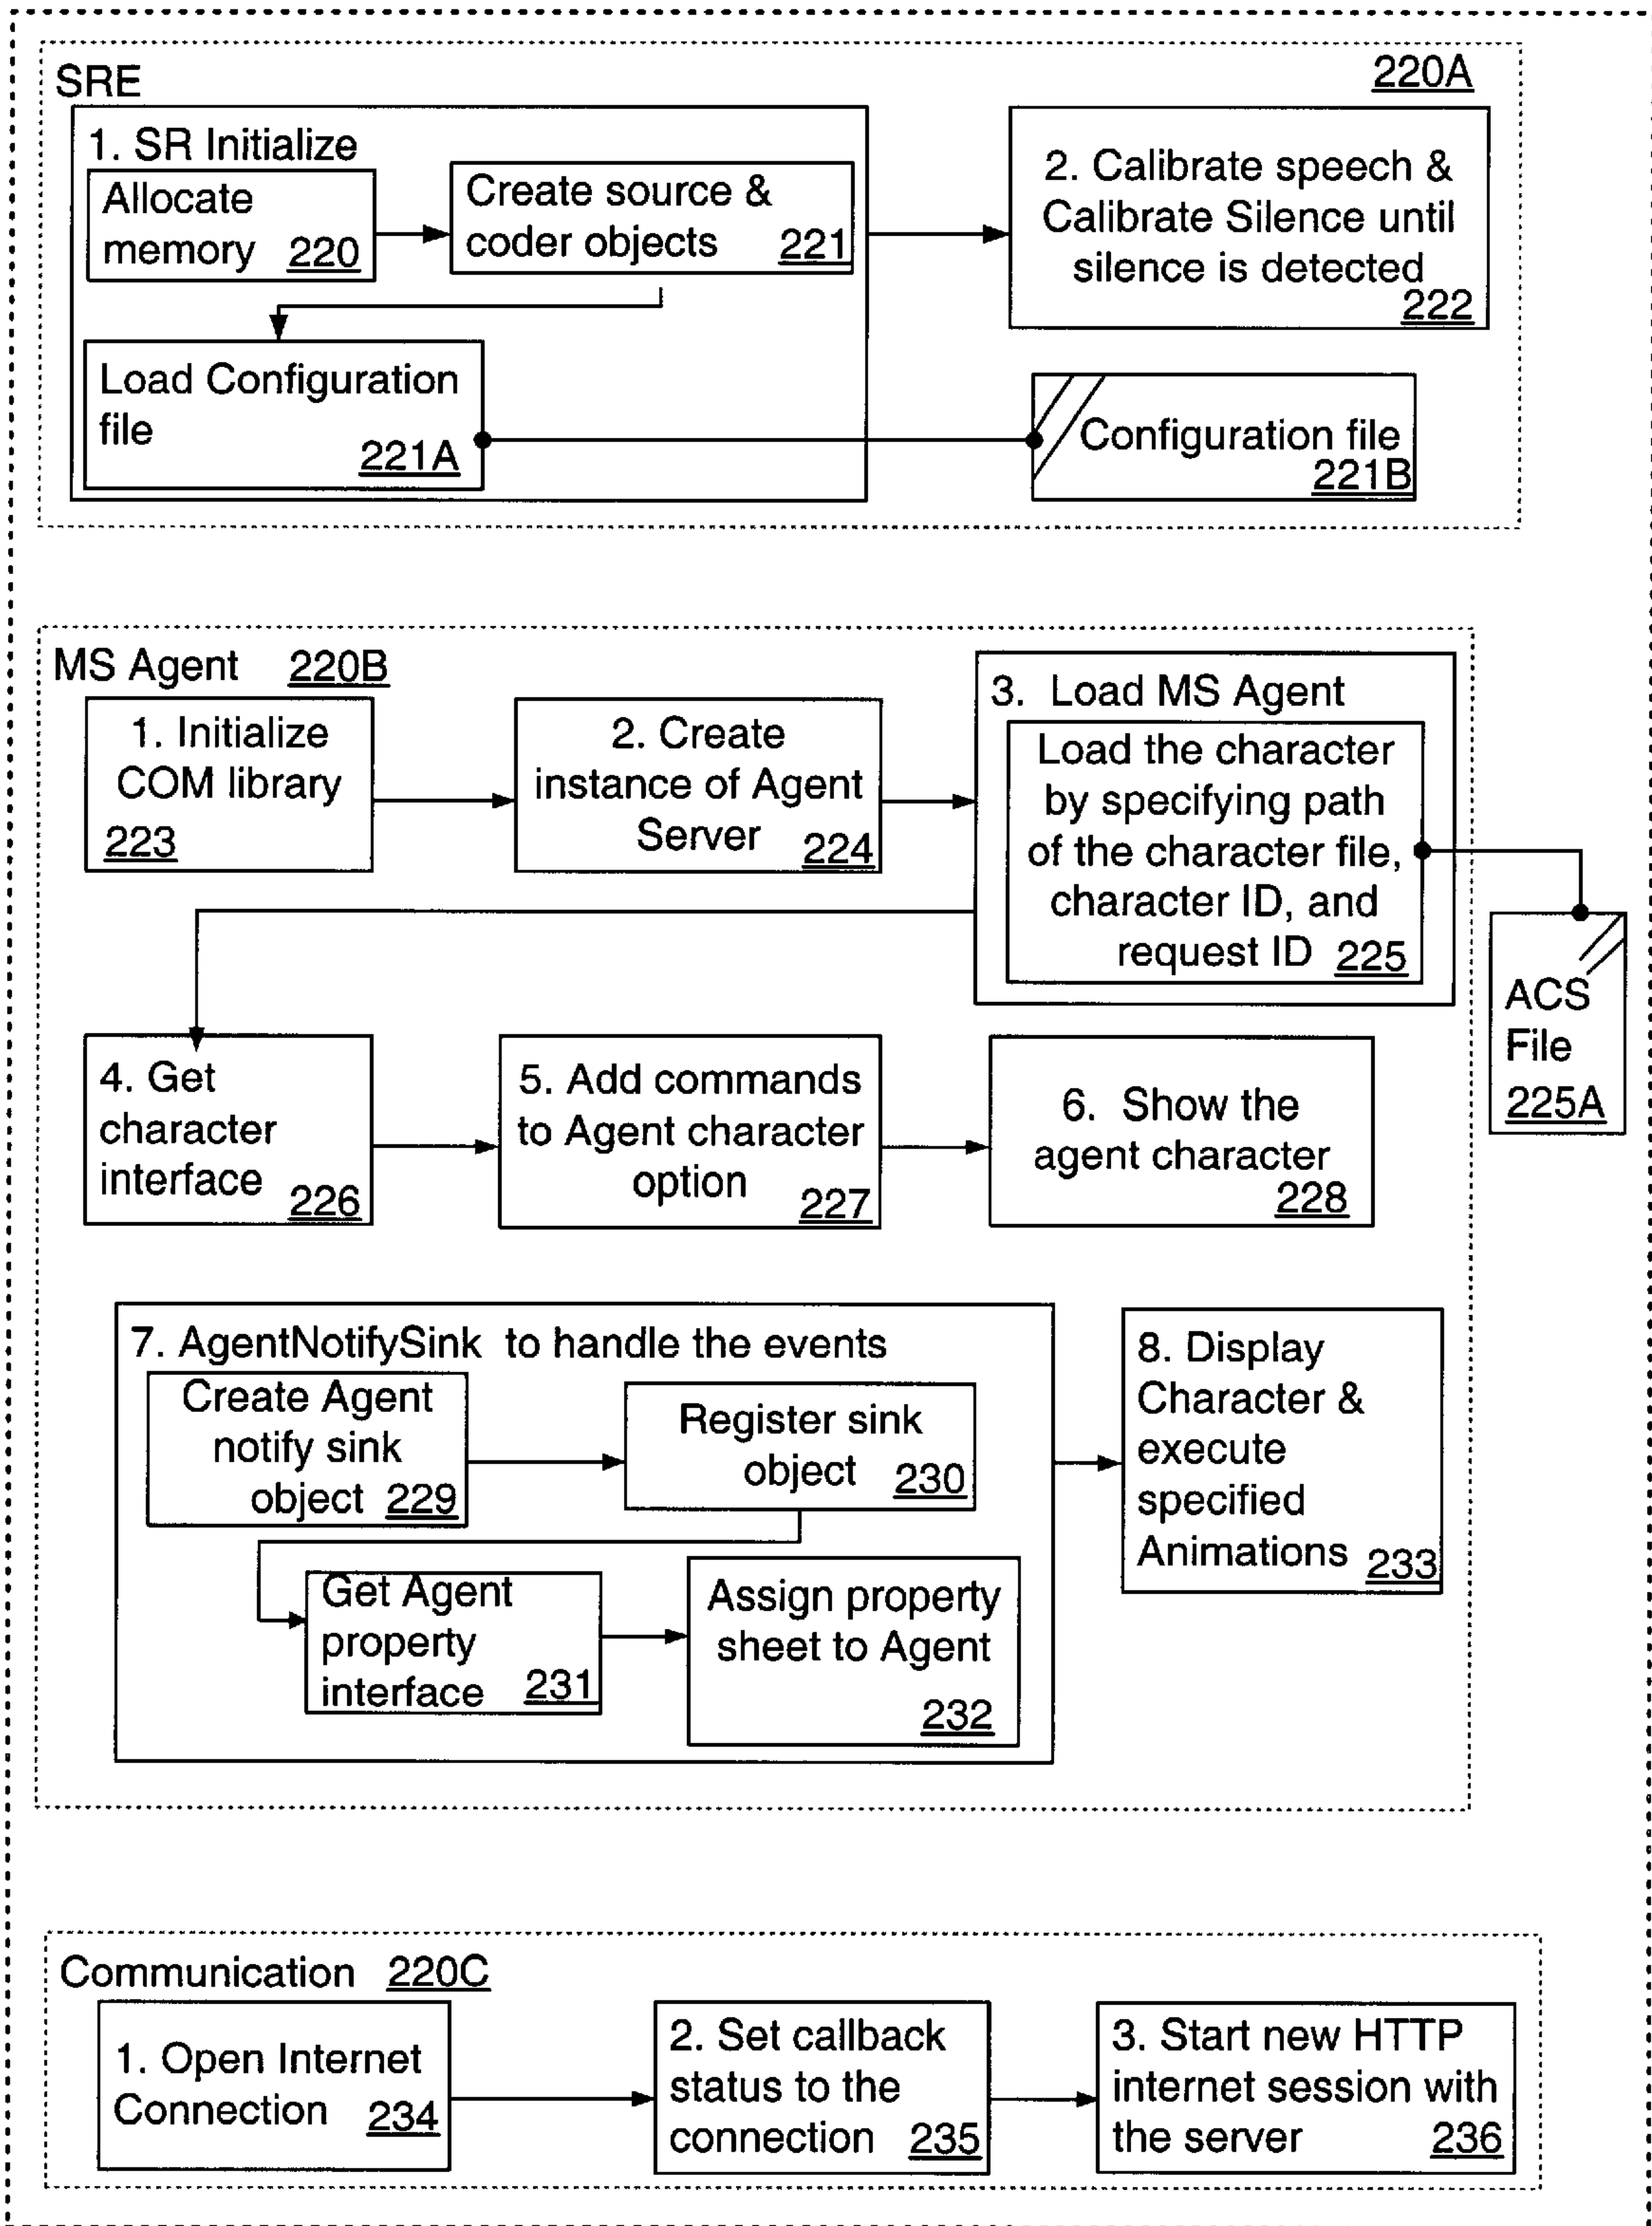 SRE
220A
1. SR Initialize
Allocate
memory 220
Create source &
coder objects 221
2. Calibrate speech &
Calibrate Silence until
silence is detected
222
Load Configuration
file
221A
Configuration file
221B
MS Agent 220B
1. Initialize
COM library
223
2. Create
instance of Agent
Server 224
3. Load MS Agent
Load the character
by specifying path
of the character file,
character ID, and
request ID 225
ACS
File
225A
4. Get
character
interface 226
5. Add commands
to Agent character
option 227
6. Show the
agent character
228
7. AgentNotifySink to handle the events
Create Agent
notify sink
object 229
Register sink
object 230
Get Agent
property
interface 231
Assign property
sheet to Agent
232
8. Display
Character &
execute
specified
Animations 233
Communication 220C
1. Open Internet
Connection 234
2. Set callback
status to the
connection 235
3. Start new HTTP
internet session with
the server 236